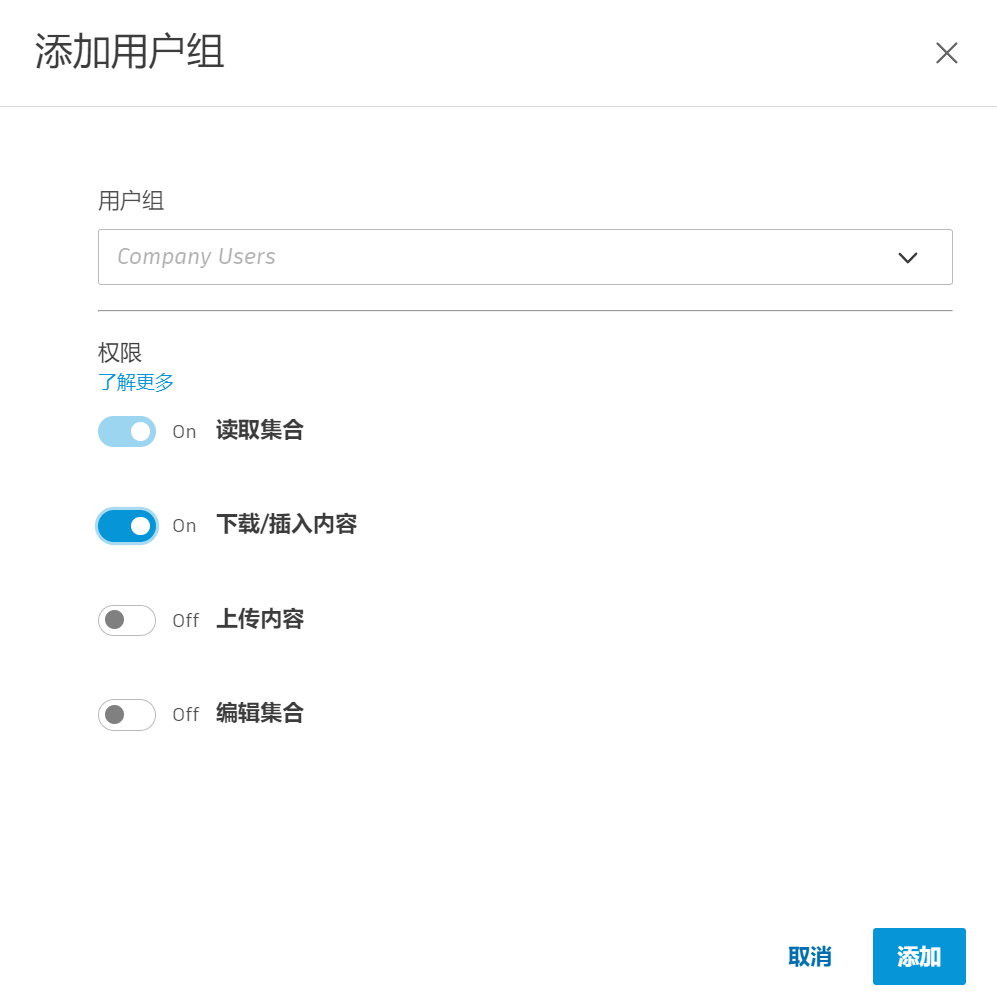 添加用户组
用户组
Company Users
权限
了解更多
On 读取集合
On 下载/插入内容
Off 上传内容
Off 编辑集合
取消 添加